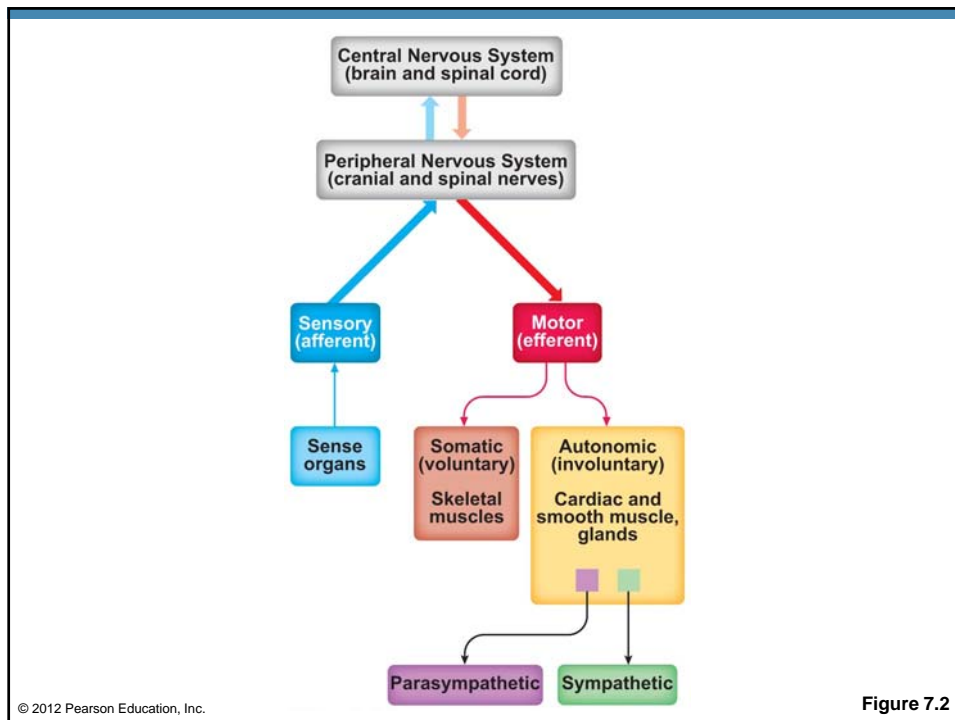 Central Nervous System
(brain and spinal cord)
Peripheral Nervous System
(cranial and spinal nerves)
Sensory
(afferent)
Motor
(efferent)
Sense
organs
Somatic
(voluntary)
Skeletal
muscles
Autonomic
(involuntary)
Cardiac and
smooth muscle,
glands
Parasympathetic
Sympathetic
© 2012 Pearson Education, Inc.
Figure 7.2